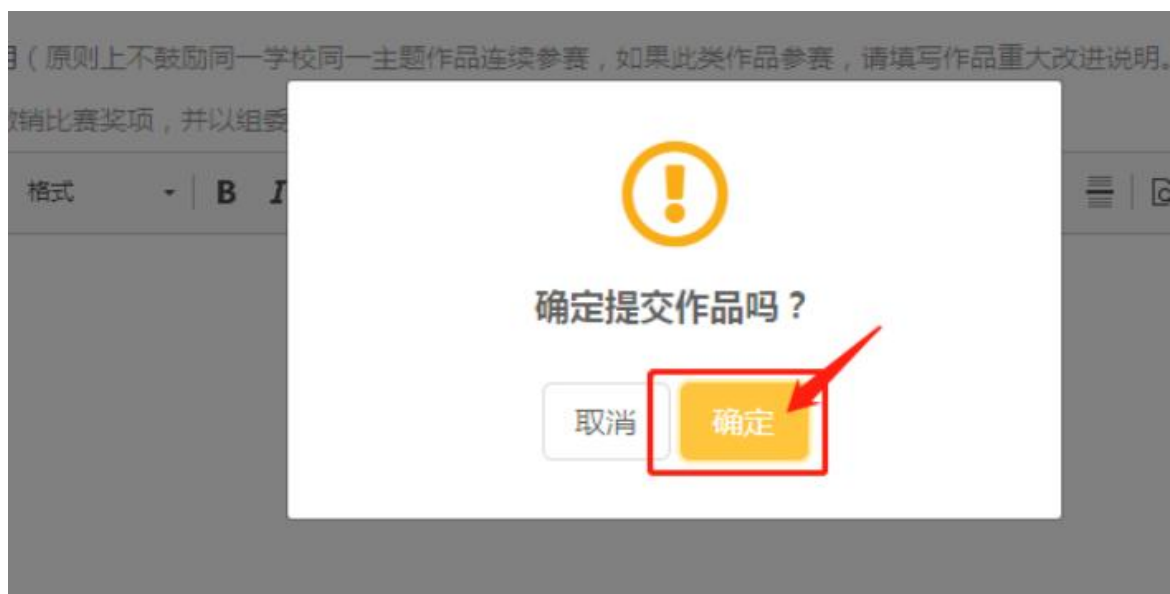 （原则上不鼓励同一学校同一主题作品连续参赛，如果此类作品参赛，请填写作品重大改进说明。
销比赛奖项，并以组委
格式 B I
确定提交作品吗？
取消 确定